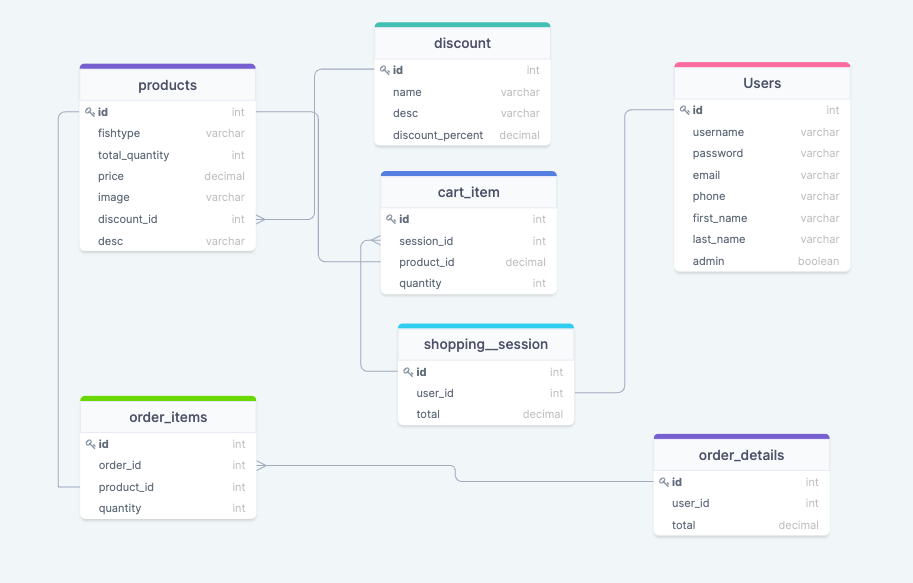 discount
id int
name varchar
desc varchar
discount_percent decimal
products
id int
fishtype varchar
total_quantity int
price decimal
image varchar
discount_id int
desc varchar
Users
id int
username varchar
password varchar
email varchar
phone varchar
first_name varchar
last_name varchar
admin boolean
cart_item
id int
session_id int
product_id decimal
quantity int
shopping__session
id int
user_id int
total decimal
order_items
id int
order_id int
product_id int
quantity int
order_details
id int
user_id int
total decimal